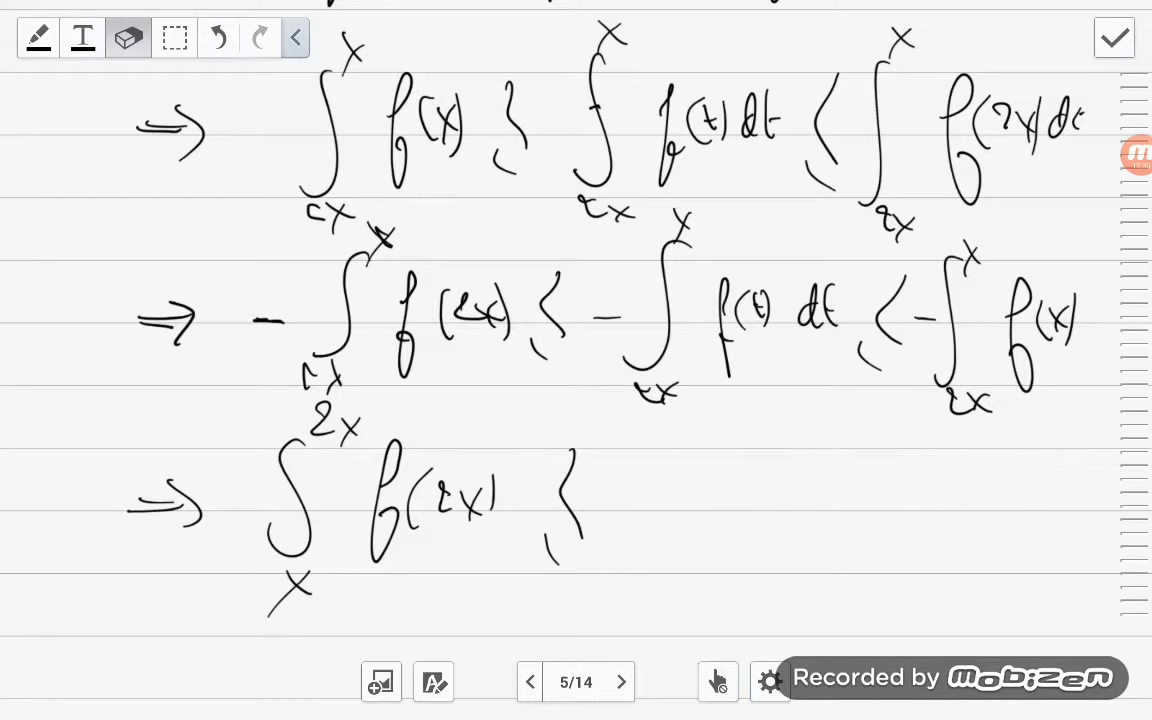 ⇒ ∫_{2x}^{x} f(x) ≤ ∫_{2x}^{x} f(t) dt ≤ ∫_{2x}^{x} f(2x) dt
⇒ - ∫_{2x}^{x} f(2x) ≤ - ∫_{2x}^{x} f(t) dt ≤ - ∫_{2x}^{x} f(x)
⇒ ∫_{x}^{2x} f(2x) ≤
5/14
Recorded by mobizen